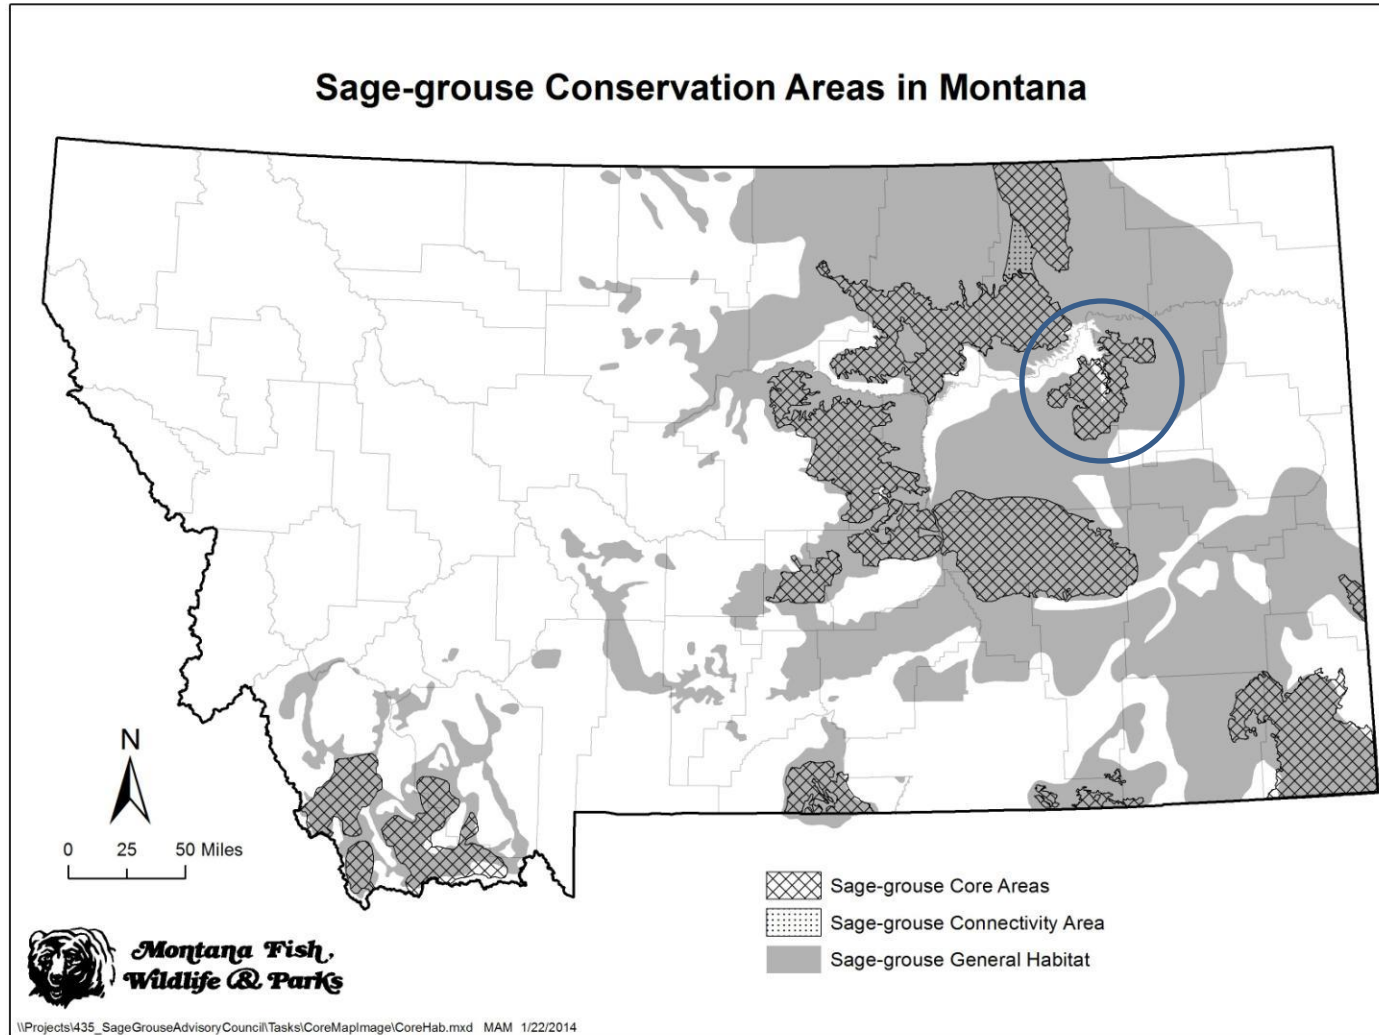 Sage-grouse Conservation Areas in Montana
N
0 25 50 Miles
Sage-grouse Core Areas
Sage-grouse Connectivity Area
Sage-grouse General Habitat
Montana Fish,
Wildlife & Parks
\\Projects\435_SageGrouseAdvisoryCouncil\Tasks\CoreMapImage\CoreHab.mxd MAM 1/22/2014